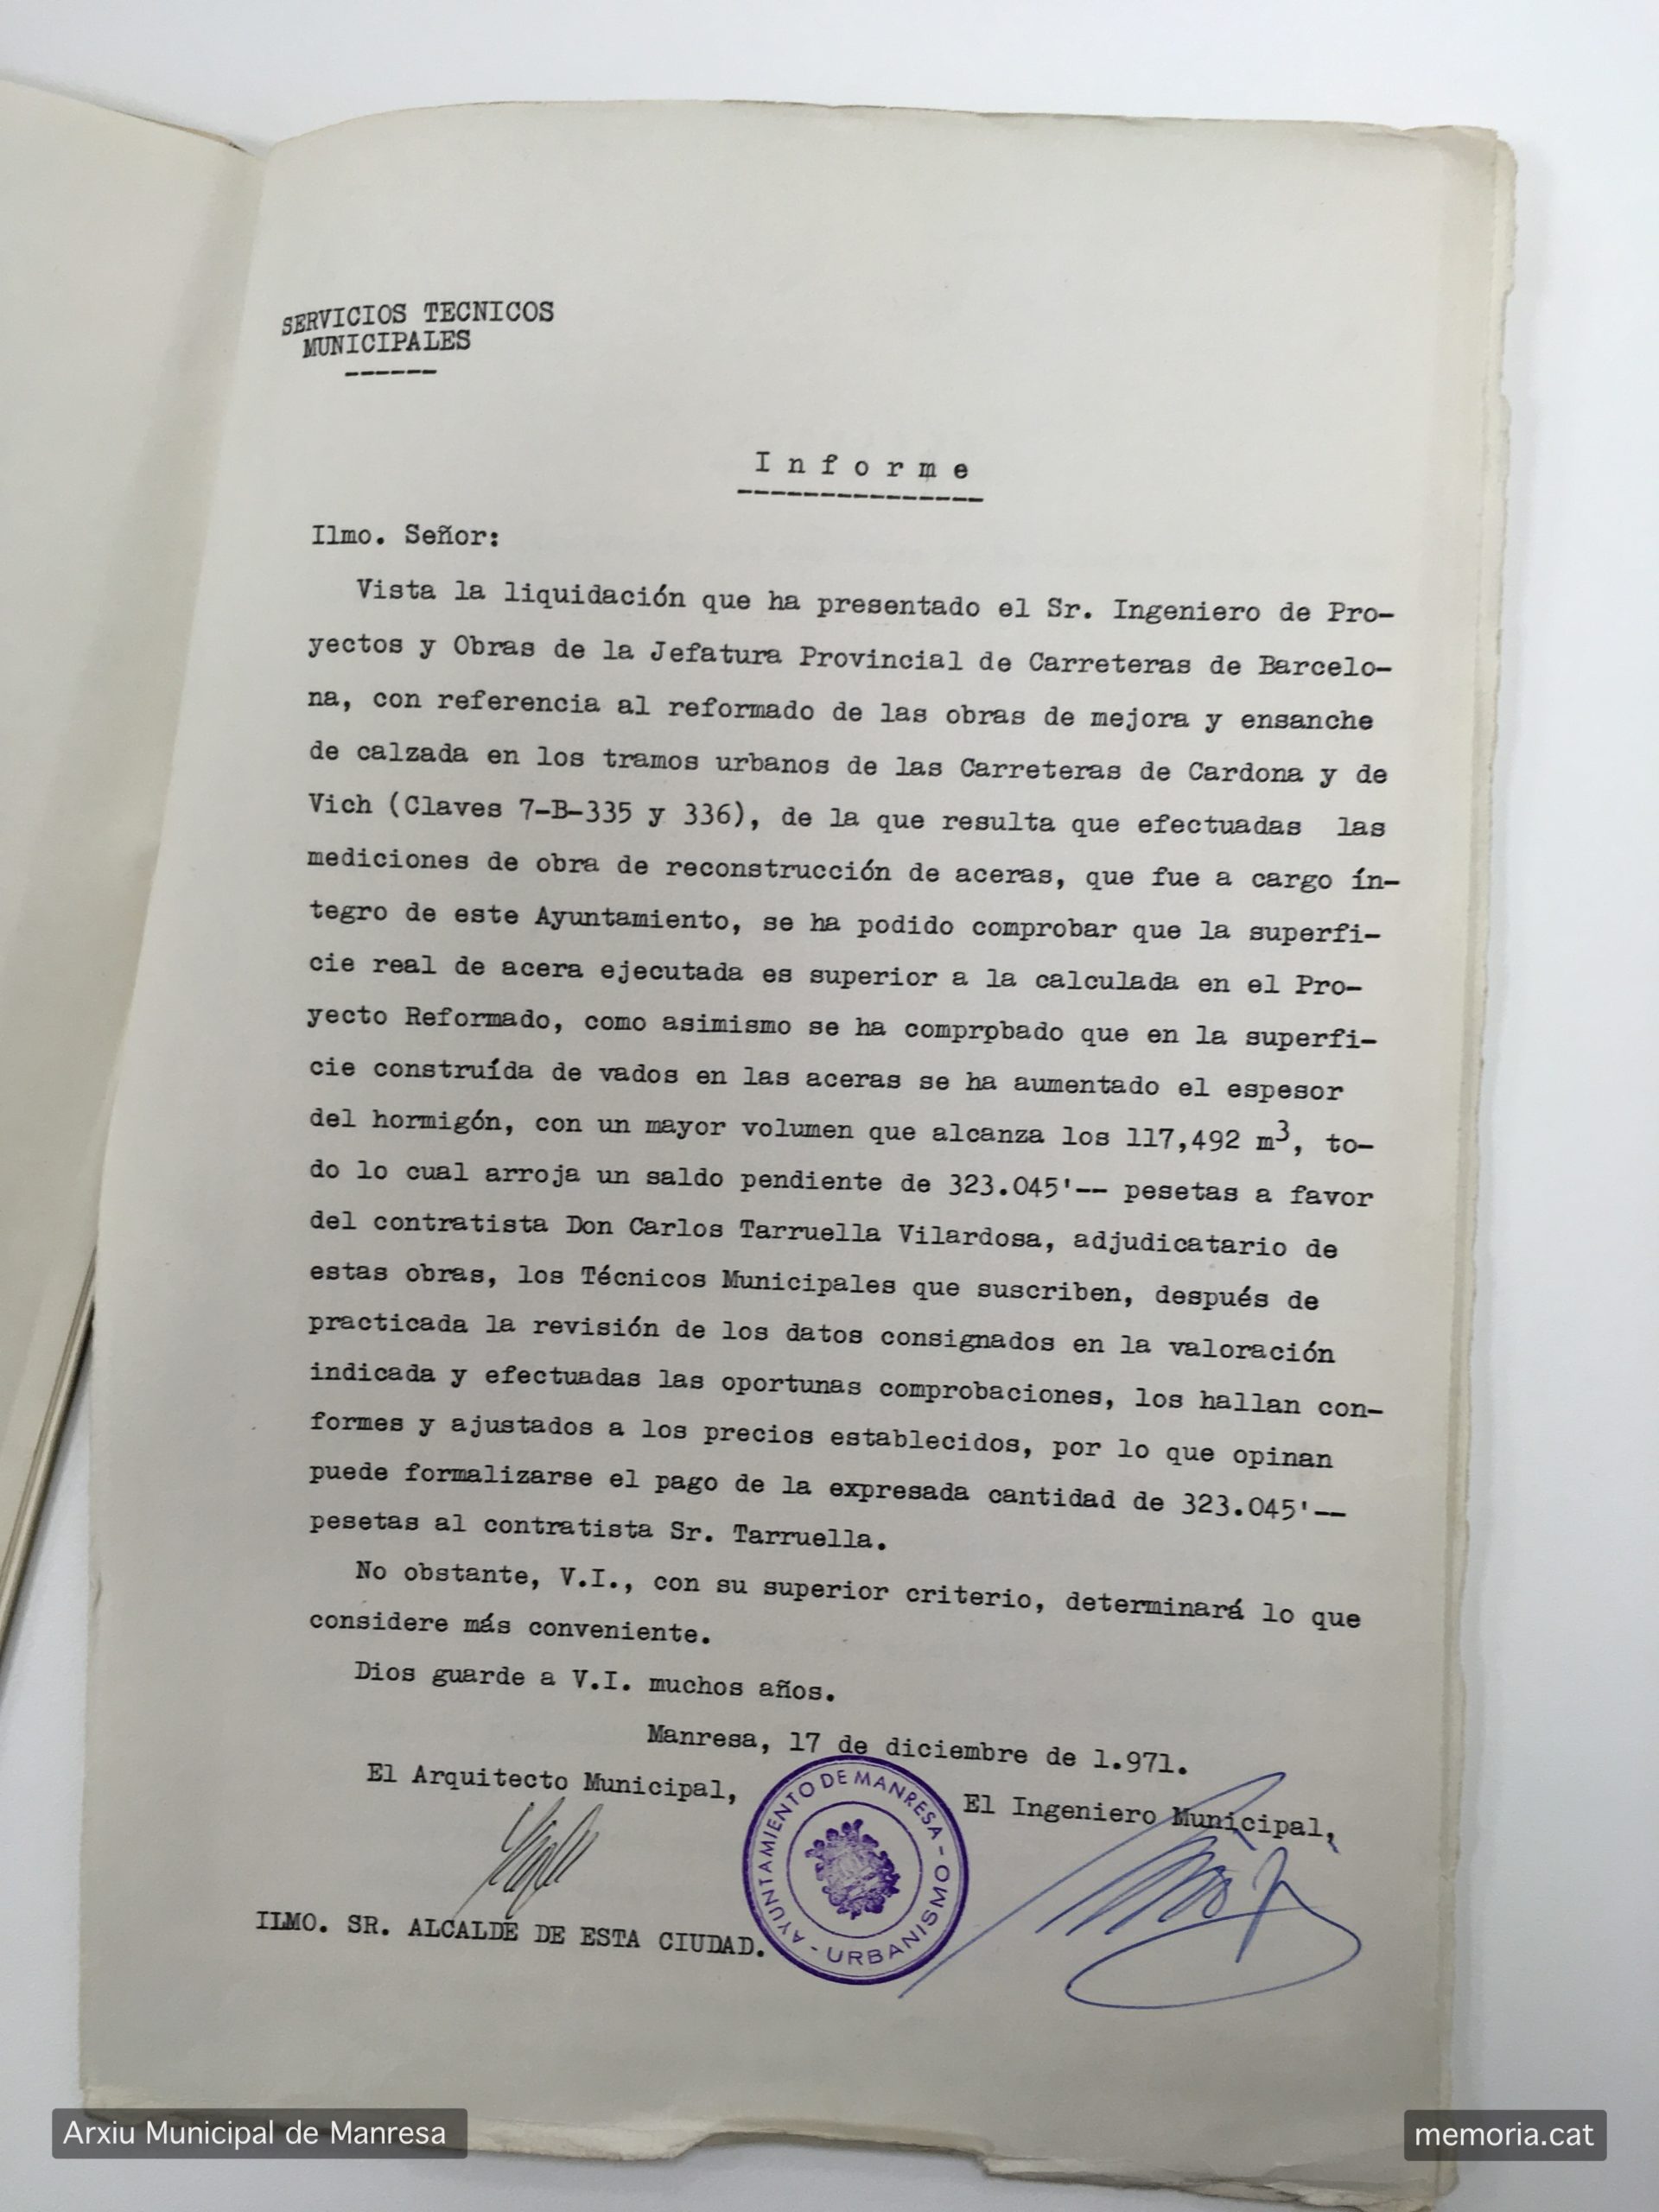 SERVICIOS TECNICOS
MUNICIPALES
------
I n f o r m e
---------------
Ilmo. Señor:
Vista la liquidación que ha presentado el Sr. Ingeniero de Pro-
yectos y Obras de la Jefatura Provincial de Carreteras de Barcelo-
na, con referencia al reformado de las obras de mejora y ensanche
de calzada en los tramos urbanos de las Carreteras de Cardona y de
Vich (Claves 7-B-335 y 336), de la que resulta que efectuadas las
mediciones de obra de reconstrucción de aceras, que fue a cargo ín-
tegro de este Ayuntamiento, se ha podido comprobar que la superfi-
cie real de acera ejecutada es superior a la calculada en el Pro-
yecto Reformado, como asimismo se ha comprobado que en la superfi-
cie construída de vados en las aceras se ha aumentado el espesor
del hormigón, con un mayor volumen que alcanza los 117,492 m³, to-
do lo cual arroja un saldo pendiente de 323.045'-- pesetas a favor
del contratista Don Carlos Tarruella Vilardosa, adjudicatario de
estas obras, los Técnicos Municipales que suscriben, después de
practicada la revisión de los datos consignados en la valoración
indicada y efectuadas las oportunas comprobaciones, los hallan con-
formes y ajustados a los precios establecidos, por lo que opinan
puede formalizarse el pago de la expresada cantidad de 323.045'--
pesetas al contratista Sr. Tarruella.
No obstante, V.I., con su superior criterio, determinará lo que
considere más conveniente.
Dios guarde a V.I. muchos años.
Manresa, 17 de diciembre de 1.971.
El Arquitecto Municipal,
El Ingeniero Municipal,
AYUNTAMIENTO DE MANRESA - URBANISMO -
ILMO. SR. ALCALDE DE ESTA CIUDAD.
Arxiu Municipal de Manresa
memoria.cat